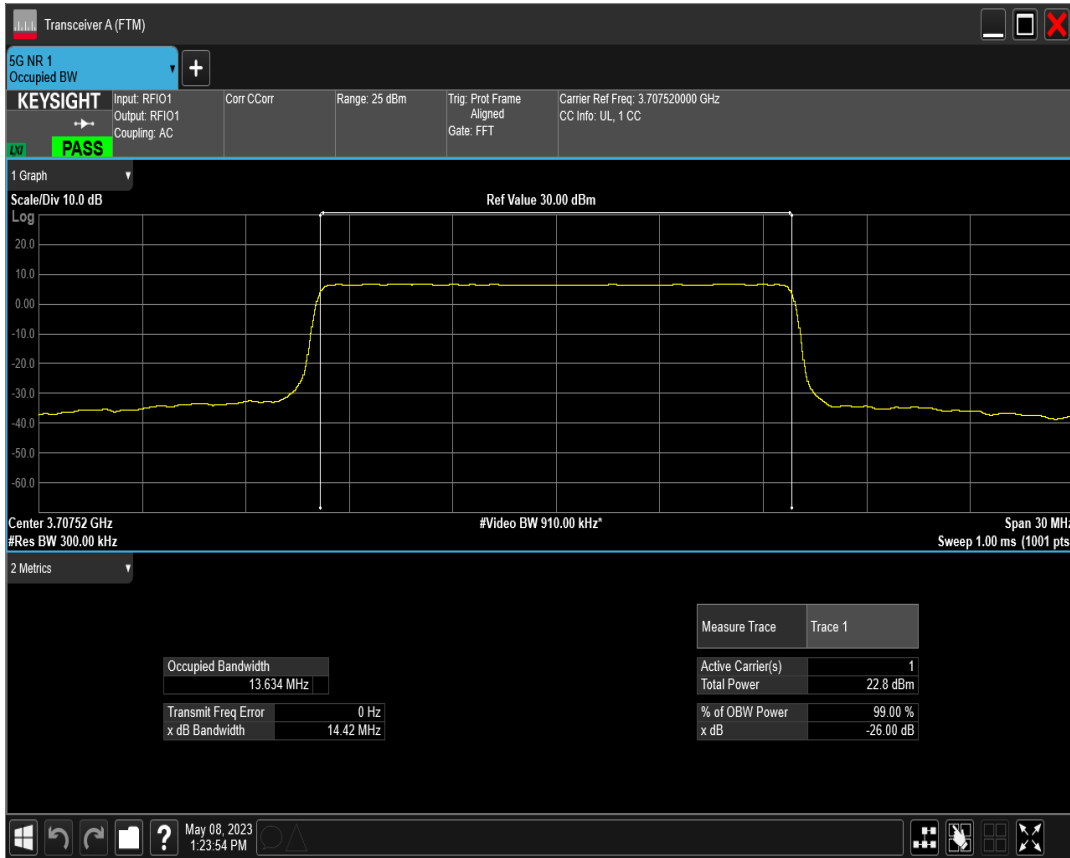 Transceiver A (FTM)
5G NR 1
Occupied BW
+
KEYSIGHT
LXI
PASS
Input: RFIO1
Output: RFIO1
Coupling: AC
Corr CCorr
Range: 25 dBm
Trig: Prot Frame
Aligned
Gate: FFT
Carrier Ref Freq: 3.707520000 GHz
CC Info: UL, 1 CC
1 Graph
Scale/Div 10.0 dB
Ref Value 30.00 dBm
Log
20.0
10.0
0.00
-10.0
-20.0
-30.0
-40.0
-50.0
-60.0
Center 3.70752 GHz
#Video BW 910.00 kHz*
Span 30 MHz
#Res BW 300.00 kHz
Sweep 1.00 ms (1001 pts
2 Metrics
Measure Trace Trace 1
Occupied Bandwidth
13.634 MHz
Active Carrier(s) 1
Total Power 22.8 dBm
Transmit Freq Error 0 Hz
x dB Bandwidth 14.42 MHz
% of OBW Power 99.00 %
x dB -26.00 dB
?
May 08, 2023
1:23:54 PM